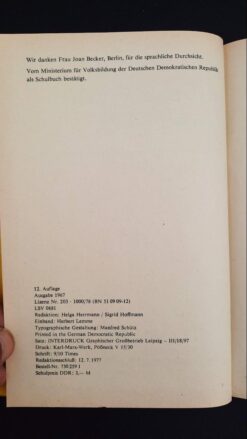 Wir danken Frau Joan Becker, Berlin, für die sprachliche Durchsicht.
Vom Ministerium für Volksbildung der Deutschen Demokratischen Republik
als Schulbuch bestätigt.
12. Auflage
Ausgabe 1967
Lizenz Nr. 203 · 1000/78 (RN 51 09 09-12)
LSV 0681
Redaktion: Helga Herrmann / Sigrid Hoffmann
Einband: Herbert Lemme
Typographische Gestaltung: Manfred Schütz
Printed in the German Democratic Republic
Satz: INTERDRUCK Graphischer Großbetrieb Leipzig – III/18/97
Druck: Karl-Marx-Werk, Pößneck V 15/30
Schrift: 9/10 Times
Redaktionsschluß: 12. 7. 1977
Bestell-Nr. 730 229 1
Schulpreis DDR: